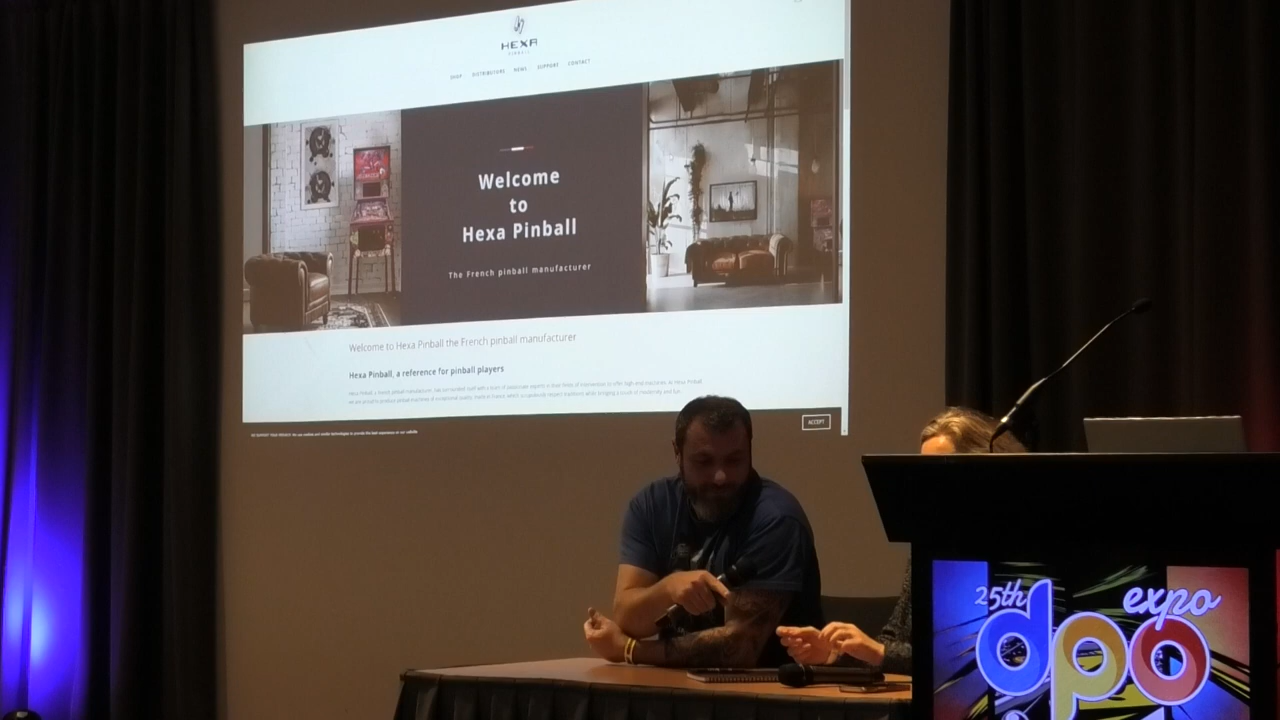 HEXA
PINBALL
SHOP DISTRIBUTORS NEWS SUPPORT CONTACT
Welcome
to
Hexa Pinball
The French pinball manufacturer
Welcome to Hexa Pinball the French pinball manufacturer
Hexa Pinball, a reference for pinball players
ACCEPT
25th expo
dpo